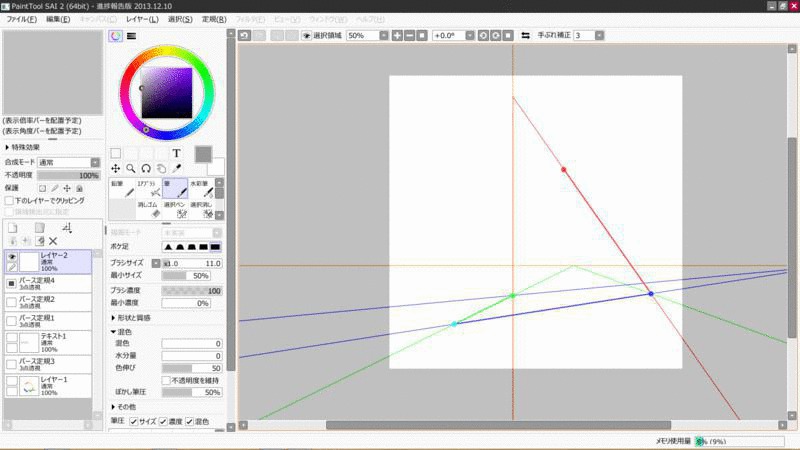 PaintTool SAI 2 (64bit) - 進捗報告版 2013.12.10
ファイル(F) 編集(E) キャンバス(C) レイヤー(L) 選択(S) 定規(R) フィルタ(T) ビュー(V) ウィンドウ(W) ヘルプ(H)
選択領域 50% +0.0° 手ぶれ補正 3
(表示倍率バーを配置予定)
(表示角度バーを配置予定)
特殊効果
合成モード 通常
不透明度 100%
保護
下のレイヤーでクリッピング
領域検出元に指定
レイヤー2
通常
100%
パース定規4
3点透視
パース定規2
3点透視
パース定規1
3点透視
テキスト1
通常
100%
パース定規3
3点透視
レイヤー1
通常
100%
T
鉛筆 エアブラシ 筆 水彩筆
消しゴム 選択ペン 選択消し
描画モード 未実装
ボケ足
ブラシサイズ x1.0 11.0
最小サイズ 50%
ブラシ濃度 100
最小濃度 0%
形状と質感
混色
混色 0
水分量 0
色伸び 50
不透明度を維持
ぼかし筆圧 50%
その他
筆圧 サイズ 濃度 混色
メモリ使用量 (9%)